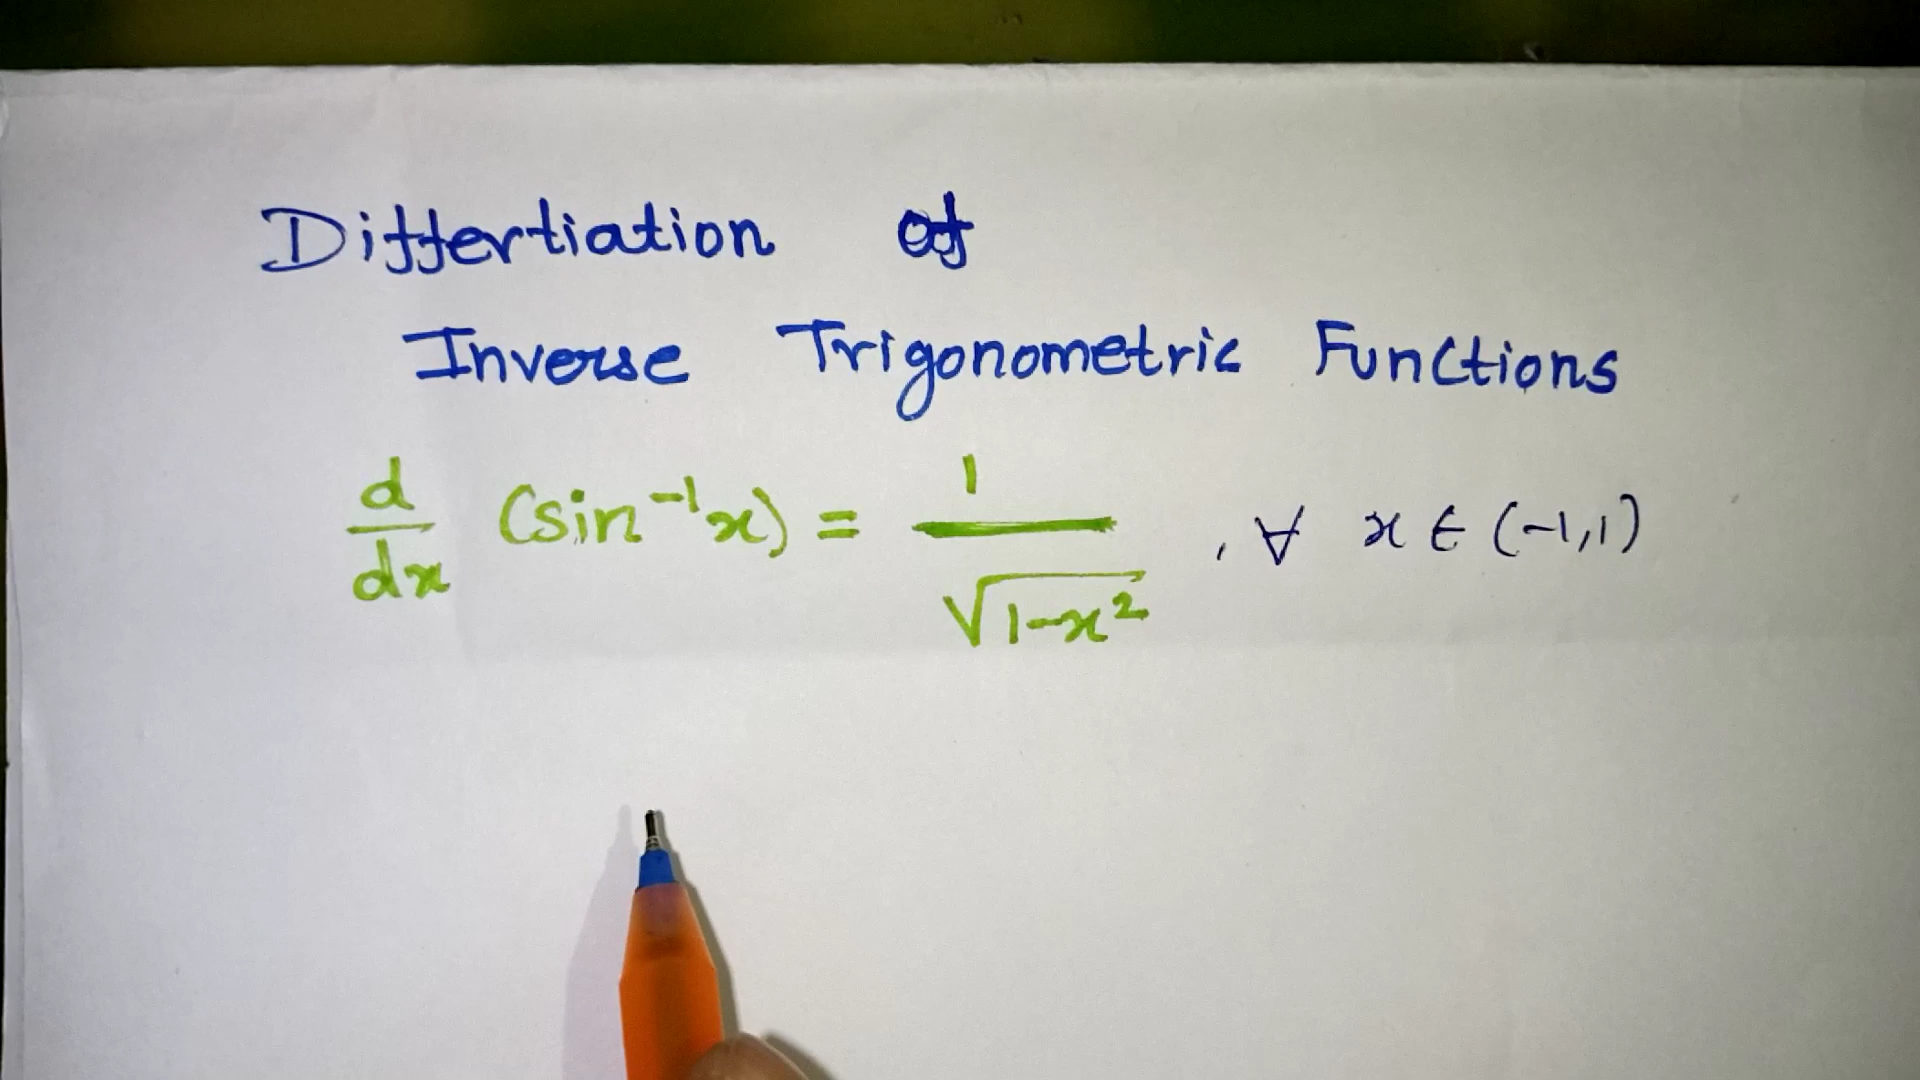 Differtiation of
Inverse Trigonometric Functions
d/dx (sin⁻¹x) = 1/√(1-x²) , ∀ x ∈ (-1,1)